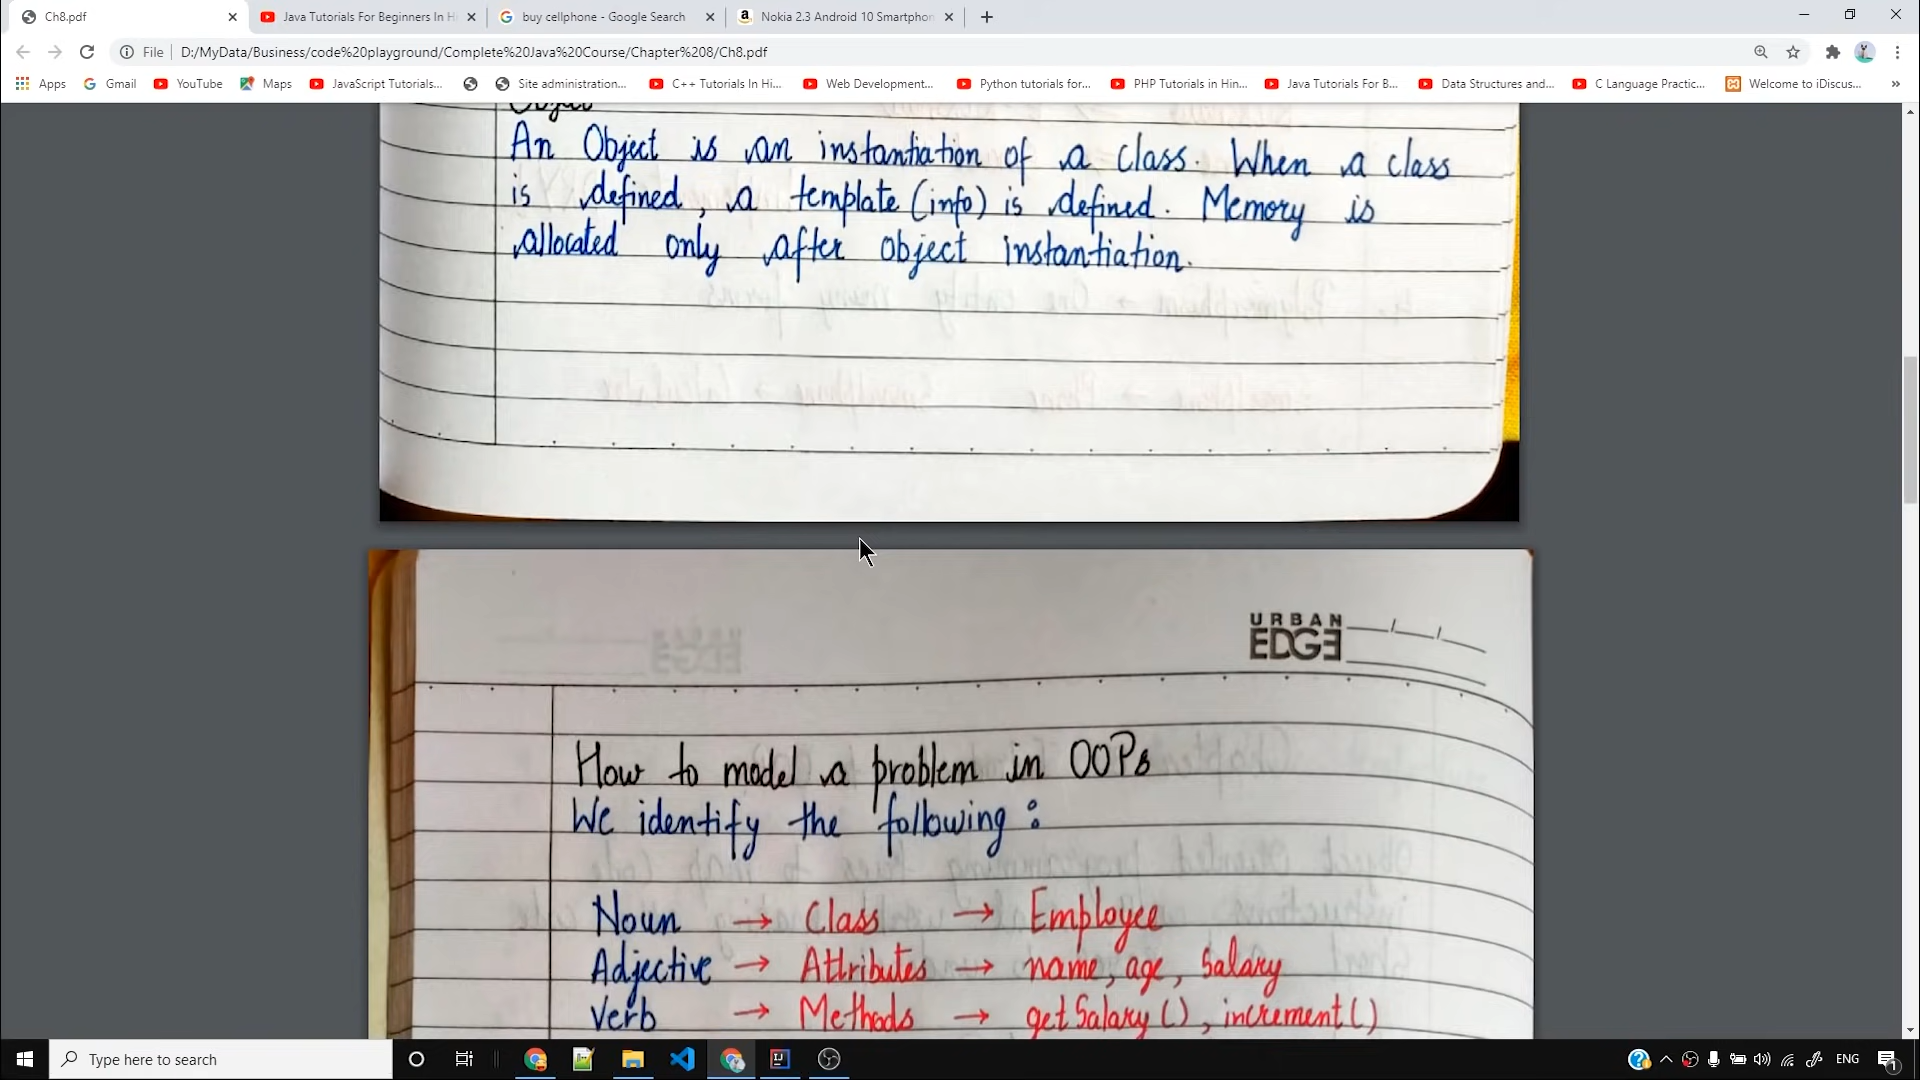 Ch8.pdf
Java Tutorials For Beginners In Hi
buy cellphone - Google Search
Nokia 2.3 Android 10 Smartphon
File
D:/MyData/Business/code%20playground/Complete%20Java%20Course/Chapter%208/Ch8.pdf
Apps
Gmail
YouTube
Maps
JavaScript Tutorials...
Site administration...
C++ Tutorials In Hi...
Web Development...
Python tutorials for...
PHP Tutorials in Hin...
Java Tutorials For B...
Data Structures and...
C Language Practic...
Welcome to iDiscus...
Object
An Object is an instantiation of a class. When a class
is defined, a template (info) is defined. Memory is
allocated only after object instantiation.
URBAN
EDGE
How to model a problem in OOPs
We identify the following :
Noun → Class → Employee
Adjective → Attributes → name, age, salary
Verb → Methods → getSalary(), increment()
Type here to search
ENG
1